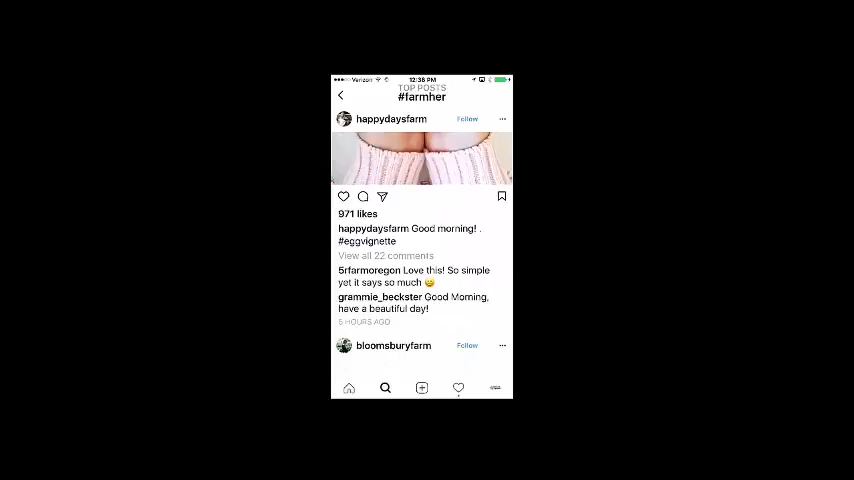 Verizon 12:38 PM
TOP POSTS
#farmher
happydaysfarm Follow
971 likes
happydaysfarm Good morning! .
#eggvignette
View all 22 comments
5rfarmoregon Love this! So simple
yet it says so much 😀
grammie_beckster Good Morning,
have a beautiful day!
5 HOURS AGO
bloomsburyfarm Follow